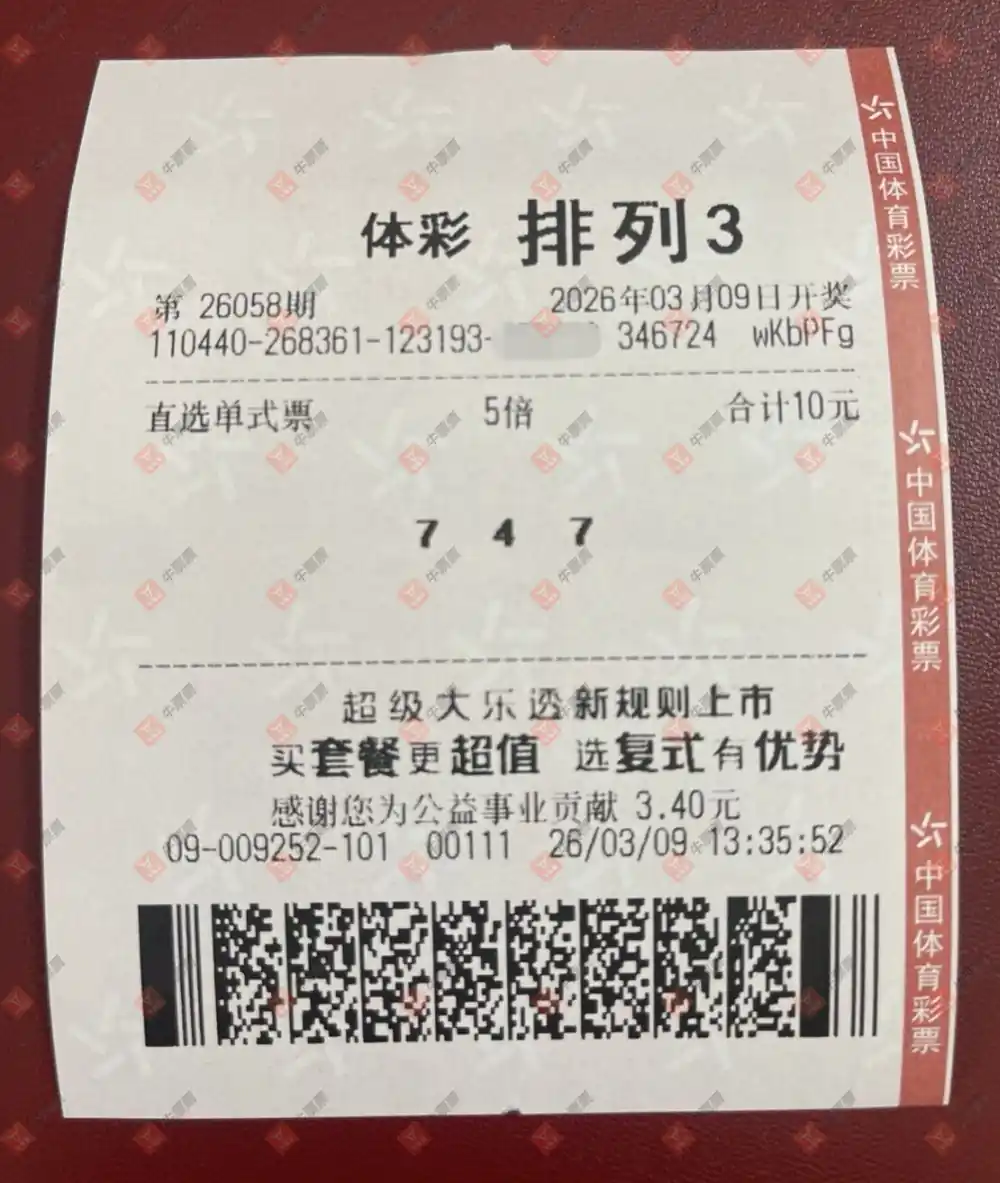 体彩 排列3
第 26058期 2026年03月09日开奖
110440-268361-123193- 346724 wKbPFg
直选单式票 5倍 合计10元
7 4 7
超级大乐透新规则上市
买套餐更超值 选复式有优势
感谢您为公益事业贡献 3.40元
09-009252-101 00111 26/03/09 13:35:52
中国体育彩票
中国体育彩票
中国体育彩票
牛票票